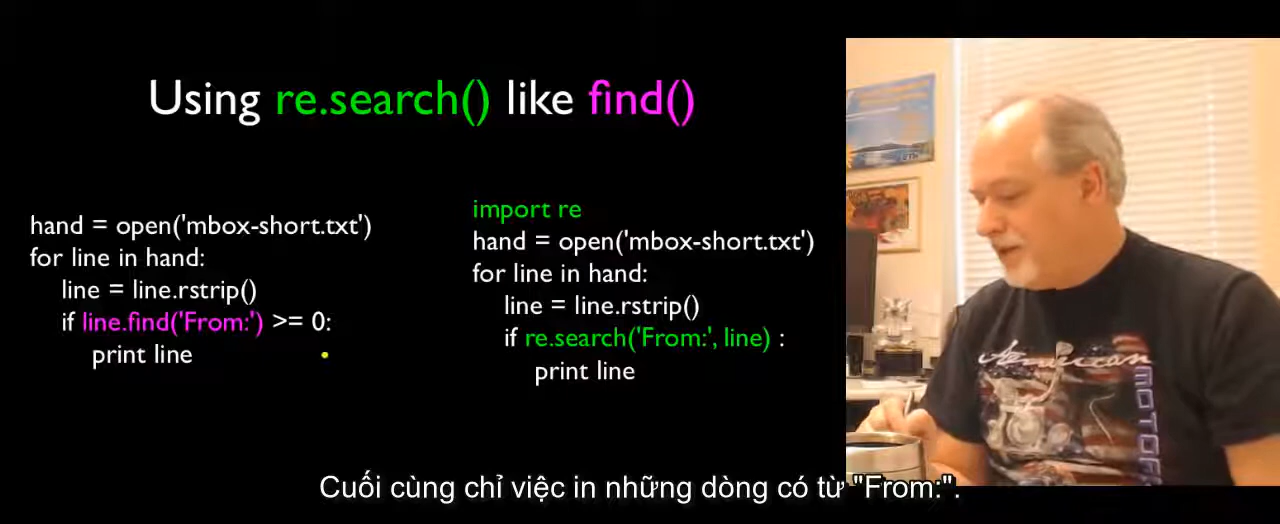 Using re.search() like find()
hand = open('mbox-short.txt')
for line in hand:
line = line.rstrip()
if line.find('From:') >= 0:
print line
import re
hand = open('mbox-short.txt')
for line in hand:
line = line.rstrip()
if re.search('From:', line) :
print line
American
MOTOR
Cuối cùng chỉ việc in những dòng có từ "From:".